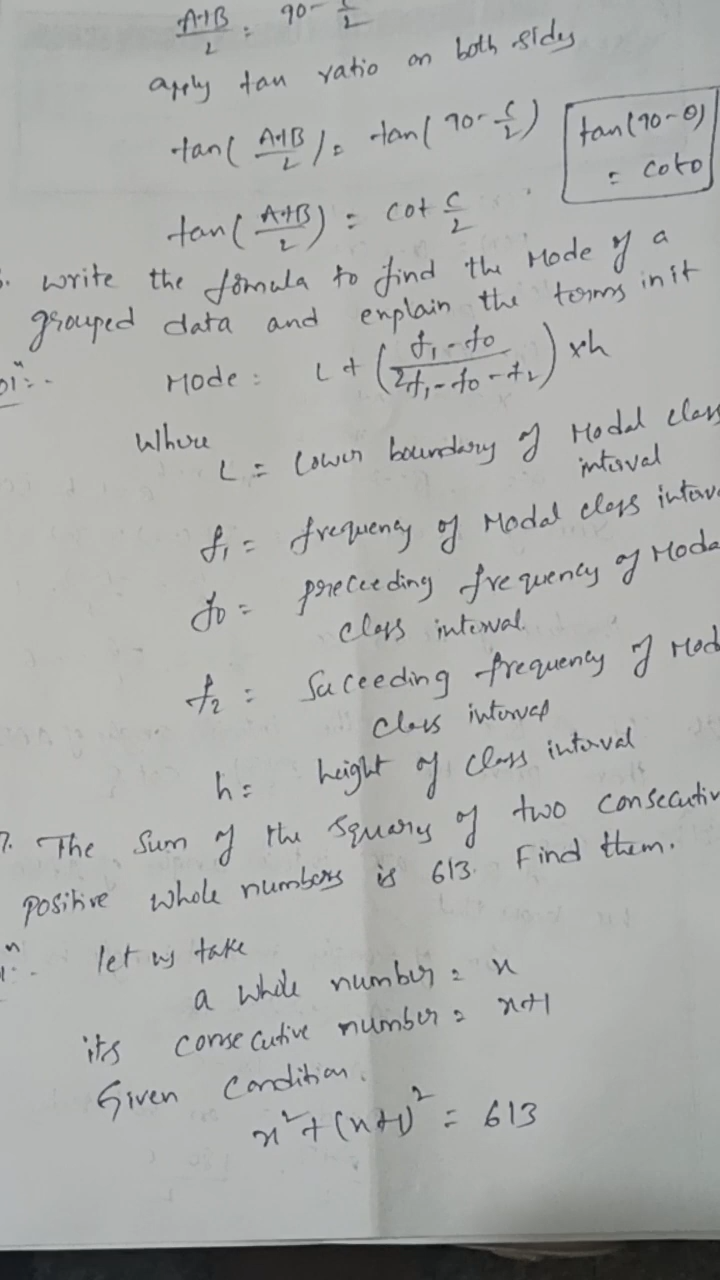 A+B/2 = 90 - C/2
apply tan ratio on both sides
tan(A+B/2) = tan(90 - C/2)
tan(90-θ)
= cotθ
tan(A+B/2) = cot C/2
write the formula to find the Mode of a
grouped data and explain the terms in it
Mode = L + (f1-f0/2f1-f0-f2) x h
Where
L = Lower boundary of Modal class
interval
f1 = frequency of Modal class interv
f0 = preceeding frequency of Moda
class interval.
f2 = Suceeding frequency of Mod
class interval
h = height of class interval
7. The Sum of the squares of two consecutiv
positive whole numbers is 613. Find them.
let us take
a whole number = x
its consecutive number = x+1
Given Condition.
x²+(x+1)² = 613